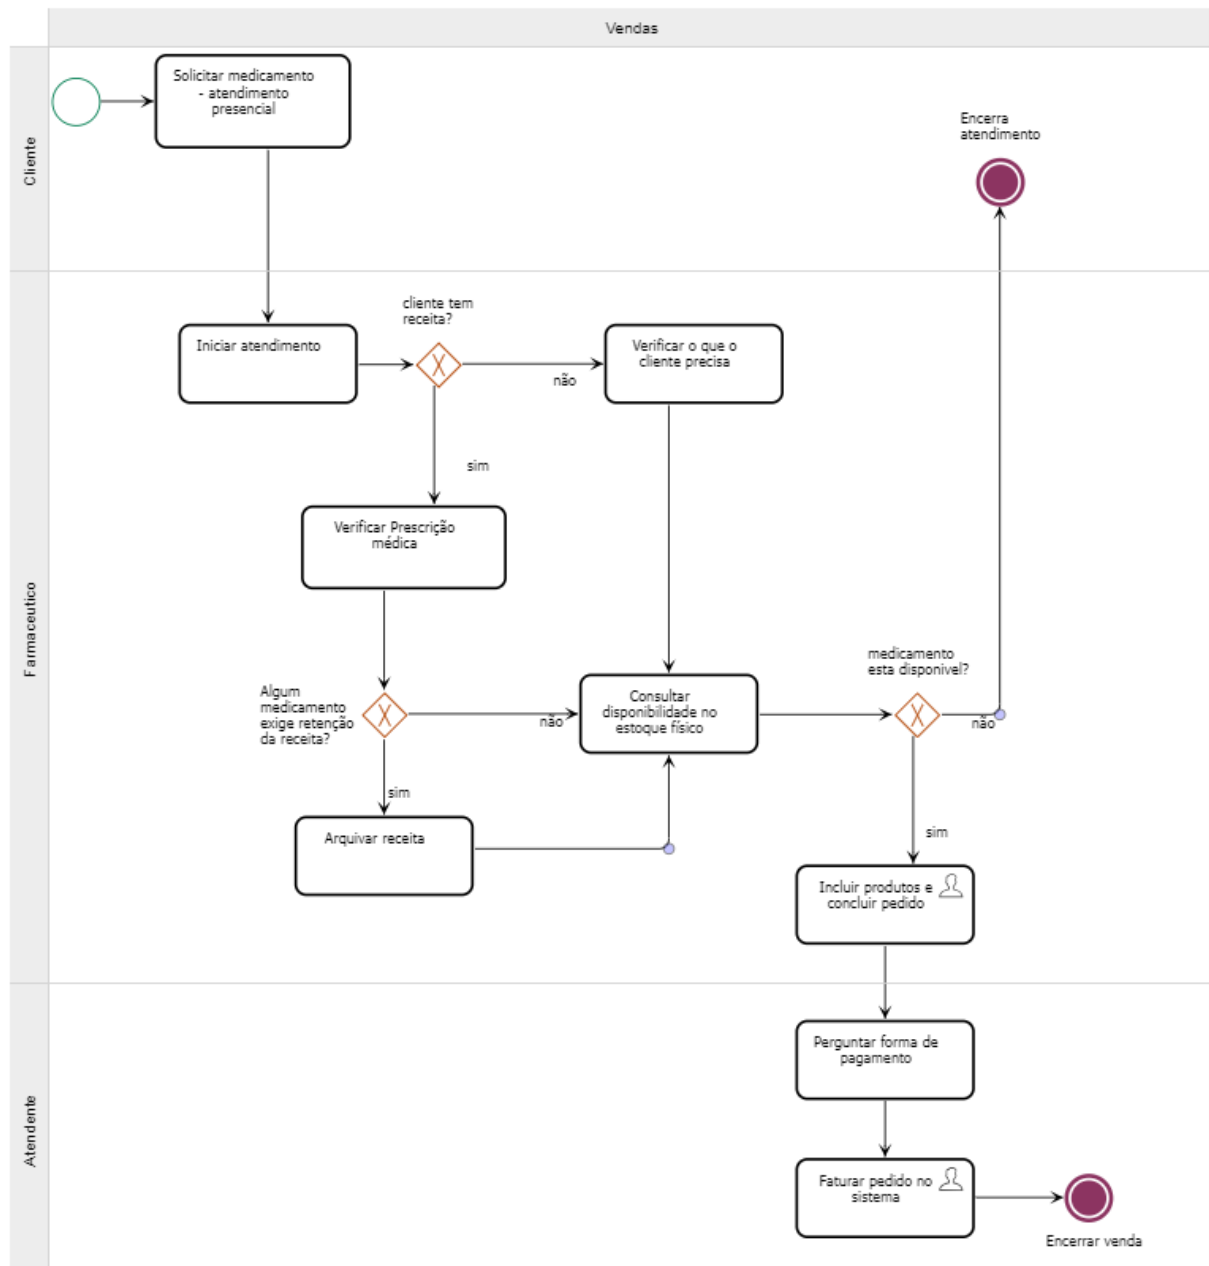 Vendas
Cliente
Solicitar medicamento
- atendimento
presencial
Encerra
atendimento
Farmaceutico
cliente tem
receita?
Iniciar atendimento
não
Verificar o que o
cliente precisa
sim
Verificar Prescrição
médica
Algum
medicamento
exige retenção
da receita?
não
Consultar
disponibilidade no
estoque físico
medicamento
esta disponivel?
não
sim
Arquivar receita
sim
Incluir produtos e
concluir pedido
Atendente
Perguntar forma de
pagamento
Faturar pedido no
sistema
Encerrar venda